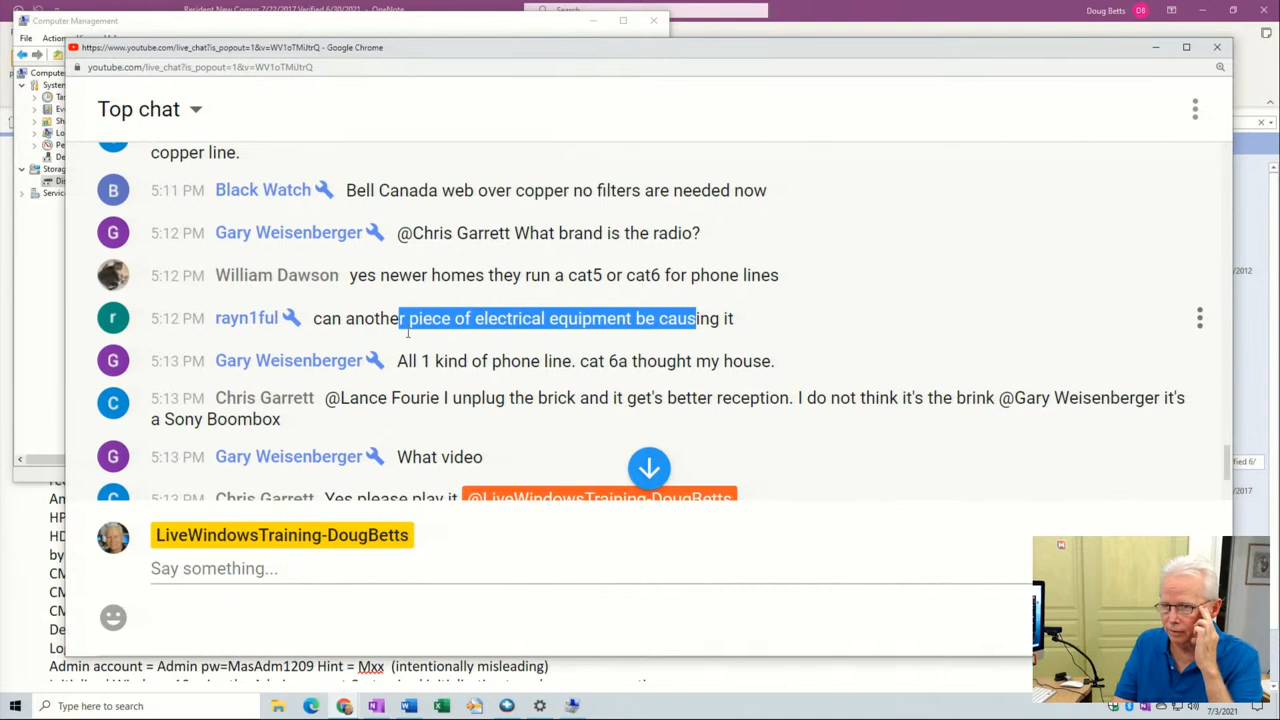 Resident New Comps 7/22/2017 Verified 6/30/2021 - OneNote
Search
Doug Betts
DB
Computer Management
File
Action
https://www.youtube.com/live_chat?is_popout=1&v=WV1oTMiJtrQ - Google Chrome
youtube.com/live_chat?is_popout=1&v=WV1oTMiJtrQ
Top chat
copper line.
B 5:11 PM Black Watch Bell Canada web over copper no filters are needed now
G 5:12 PM Gary Weisenberger @Chris Garrett What brand is the radio?
5:12 PM William Dawson yes newer homes they run a cat5 or cat6 for phone lines
r 5:12 PM rayn1ful can another piece of electrical equipment be causing it
G 5:13 PM Gary Weisenberger All 1 kind of phone line. cat 6a thought my house.
C 5:13 PM Chris Garrett @Lance Fourie I unplug the brick and it get's better reception. I do not think it's the brink @Gary Weisenberger it's
a Sony Boombox
G 5:13 PM Gary Weisenberger What video
C 5:13 PM Chris Garrett Yes please play it @LiveWindowsTraining-DougBetts
LiveWindowsTraining-DougBetts
Say something...
Admin account = Admin pw=MasAdm1209 Hint = Mxx (intentionally misleading)
Type here to search
7/3/2021